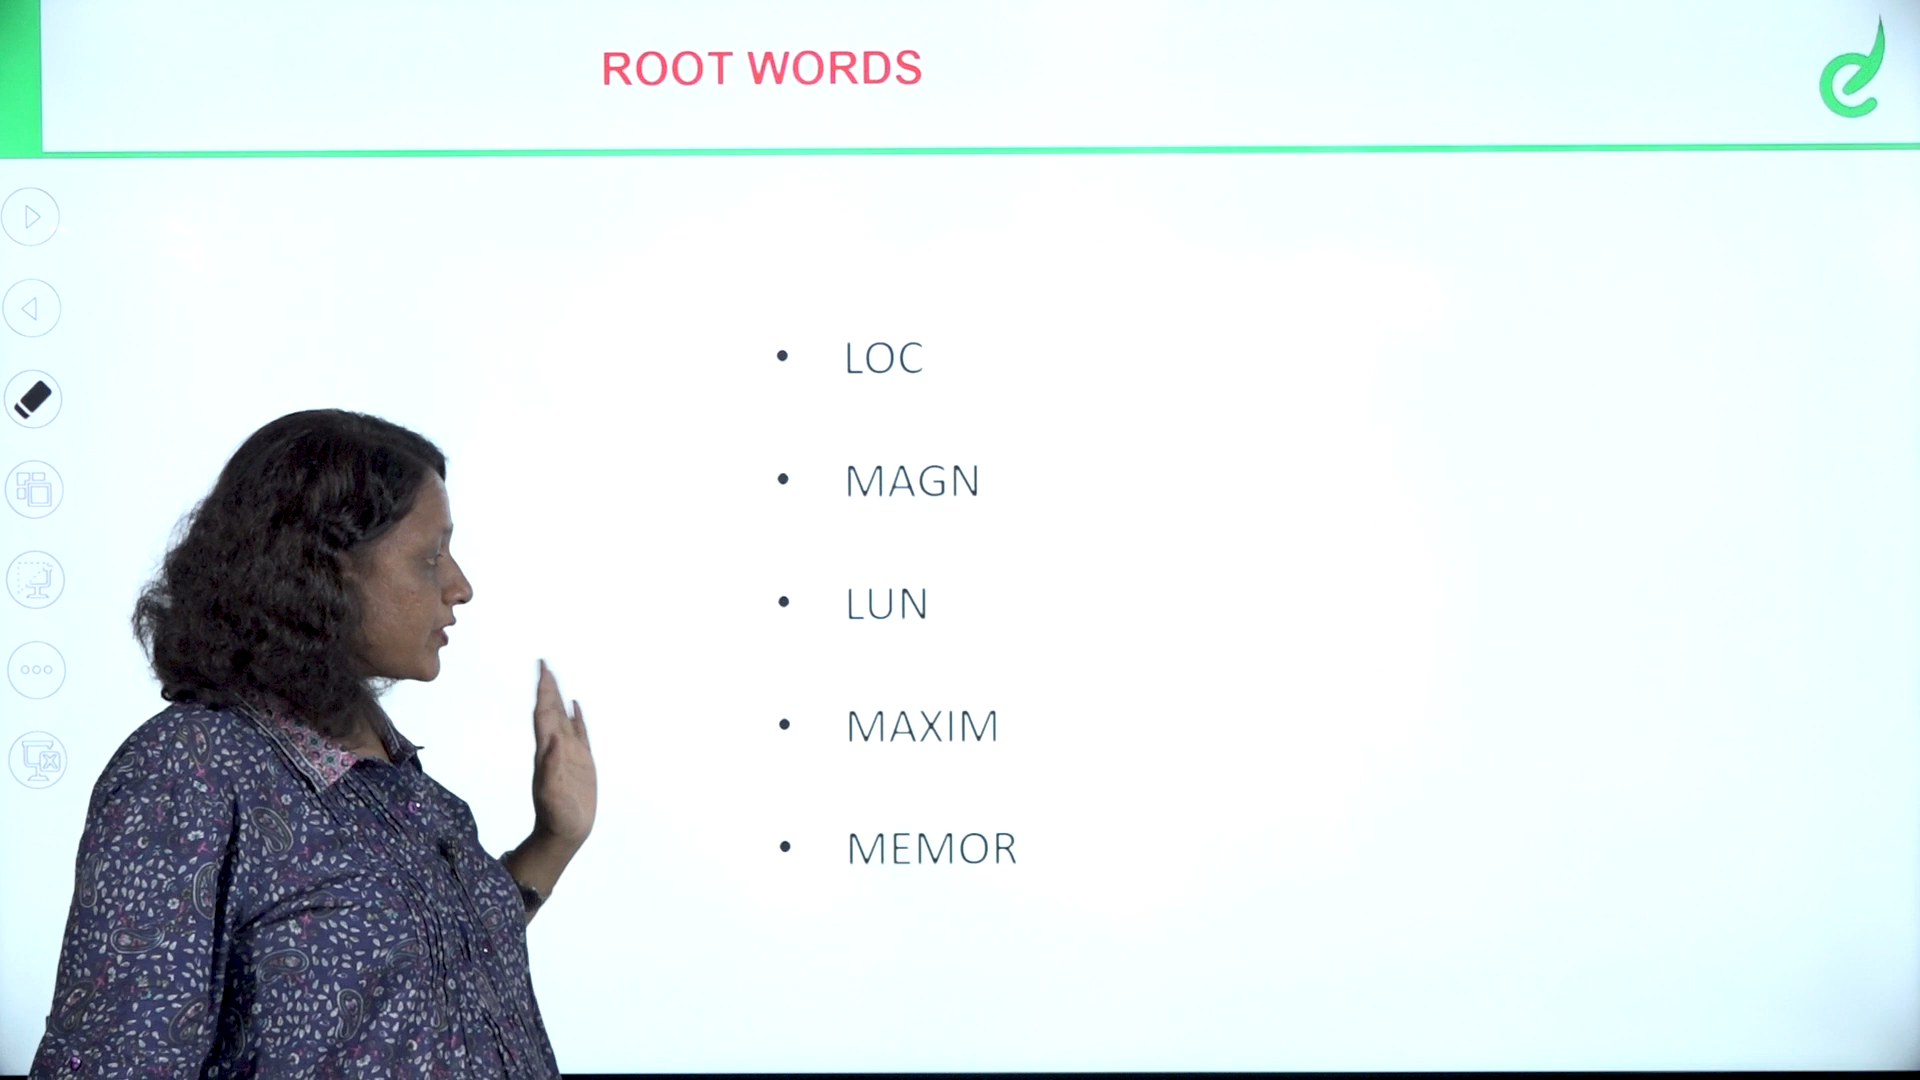 ROOT WORDS
• LOC
• MAGN
• LUN
• MAXIM
• MEMOR